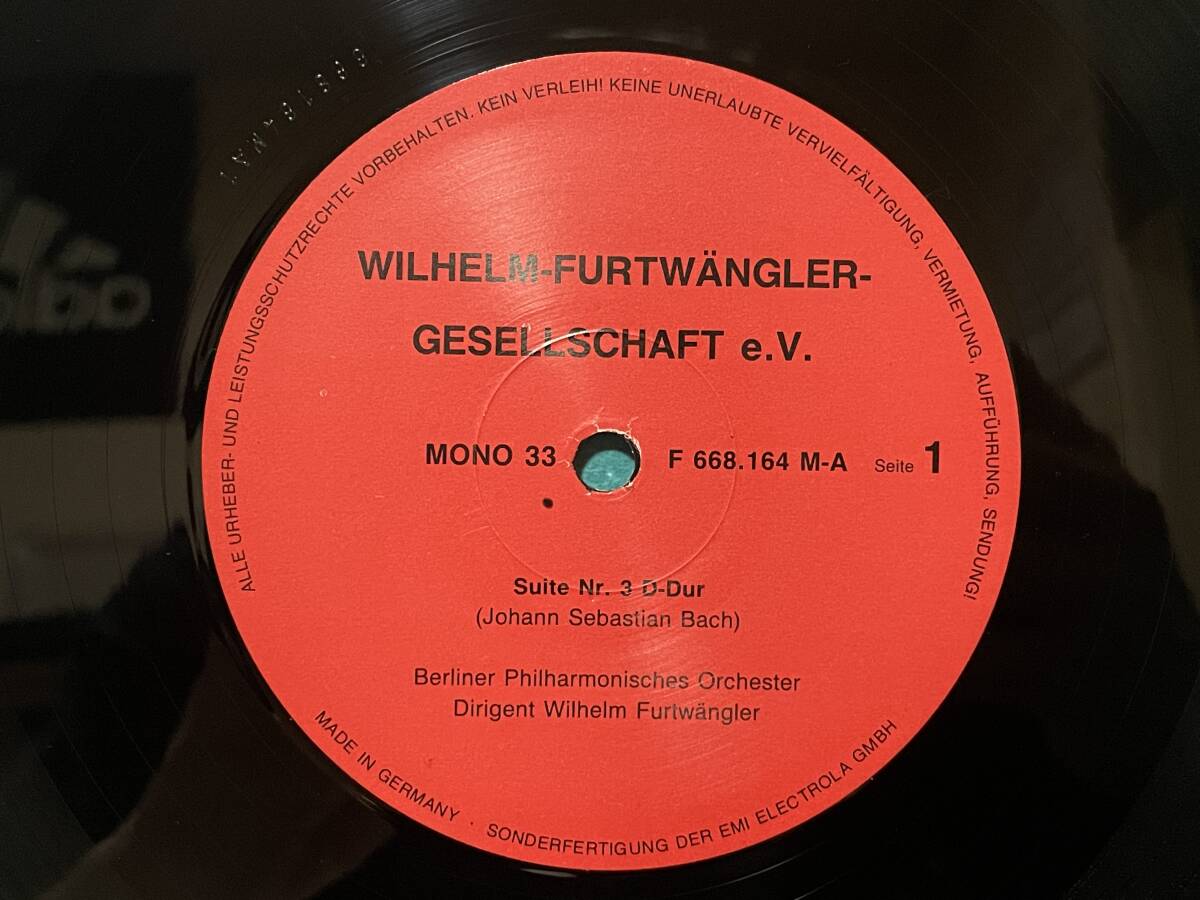 ALLE URHEBER- UND LEISTUNGSSCHUTZRECHTE VORBEHALTEN. KEIN VERLEIH! KEINE UNERLAUBTE VERVIELFÄLTIGUNG, VERMIETUNG, AUFFÜHRUNG, SENDUNG!
WILHELM-FURTWÄNGLER-
GESELLSCHAFT e.V.
MONO 33 F 668.164 M-A Seite 1
Suite Nr. 3 D-Dur
(Johann Sebastian Bach)
Berliner Philharmonisches Orchester
Dirigent Wilhelm Furtwängler
MADE IN GERMANY · SONDERFERTIGUNG DER EMI ELECTROLA GMBH